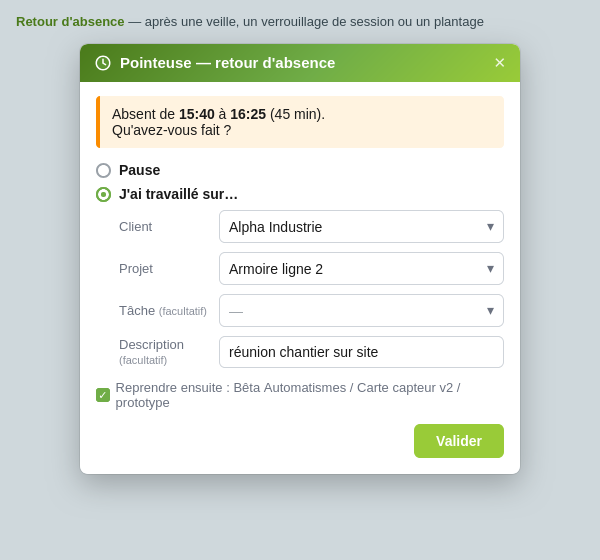 Retour d'absence — après une veille, un verrouillage de session ou un plantage
Pointeuse — retour d'absence
Absent de 15:40 à 16:25 (45 min).
Qu'avez-vous fait ?
Pause
J'ai travaillé sur…
Client
Alpha Industrie
Projet
Armoire ligne 2
Tâche (facultatif)
—
Description
(facultatif)
réunion chantier sur site
Reprendre ensuite : Bêta Automatismes / Carte capteur v2 /
prototype
Valider